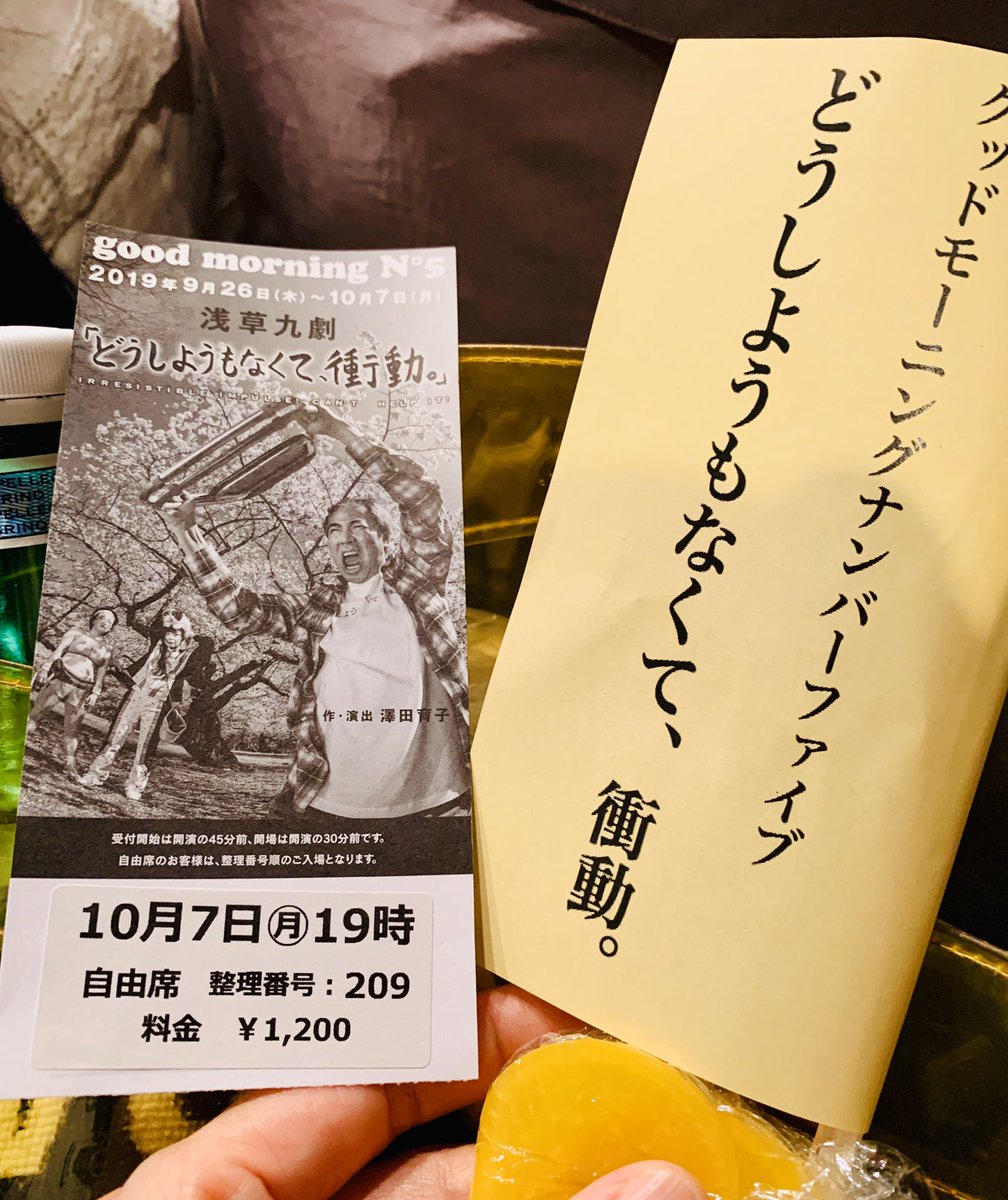 good morning N°5
2019年9月26日(木)～10月7日(月)
浅草九劇
「どうしようもなくて、衝動。」
IRRESISTIBLE IMPULSE! CAN'T HELP IT!
作・演出 澤田育子
受付開始は開演の45分前、開場は開演の30分前です。
自由席のお客様は、整理番号順のご入場となります。
10月7日㊊19時
自由席 整理番号：209
料金 ￥1,200
グッドモーニングナンバーファイブ
どうしようもなくて、衝動。
PELLE
RINO
PELLE
GRINO